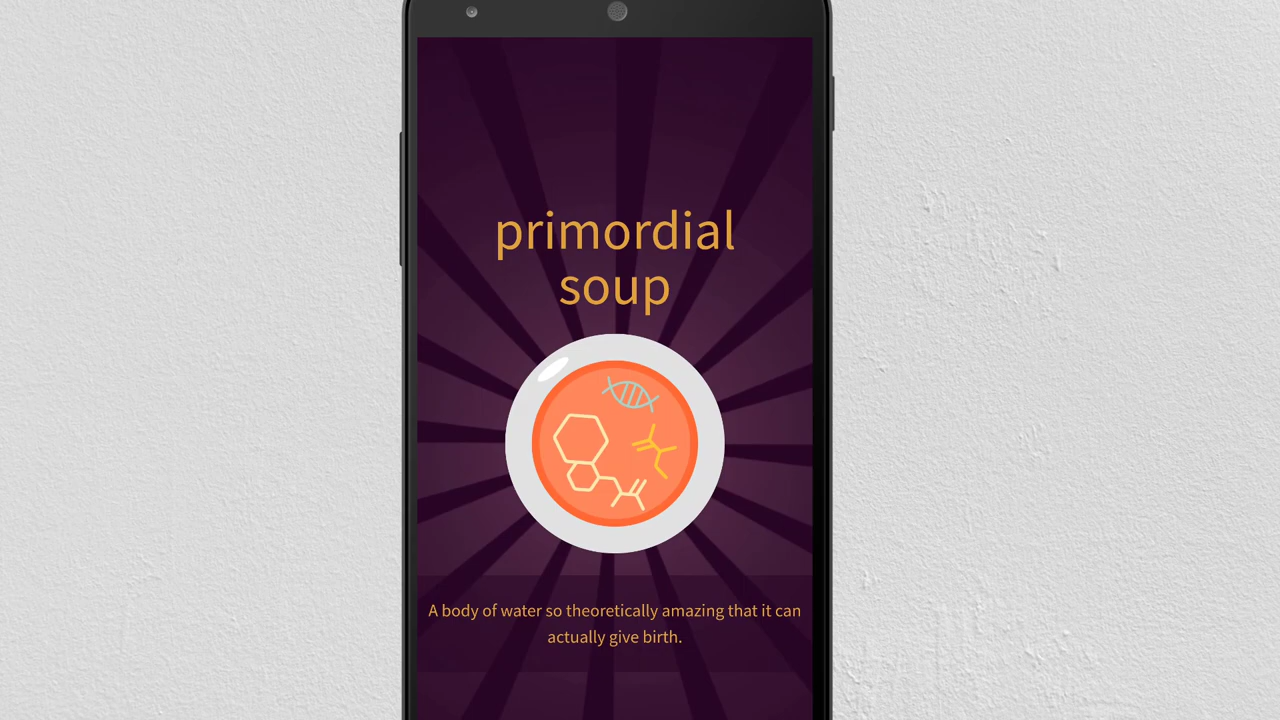 primordial
soup
A body of water so theoretically amazing that it can
actually give birth.